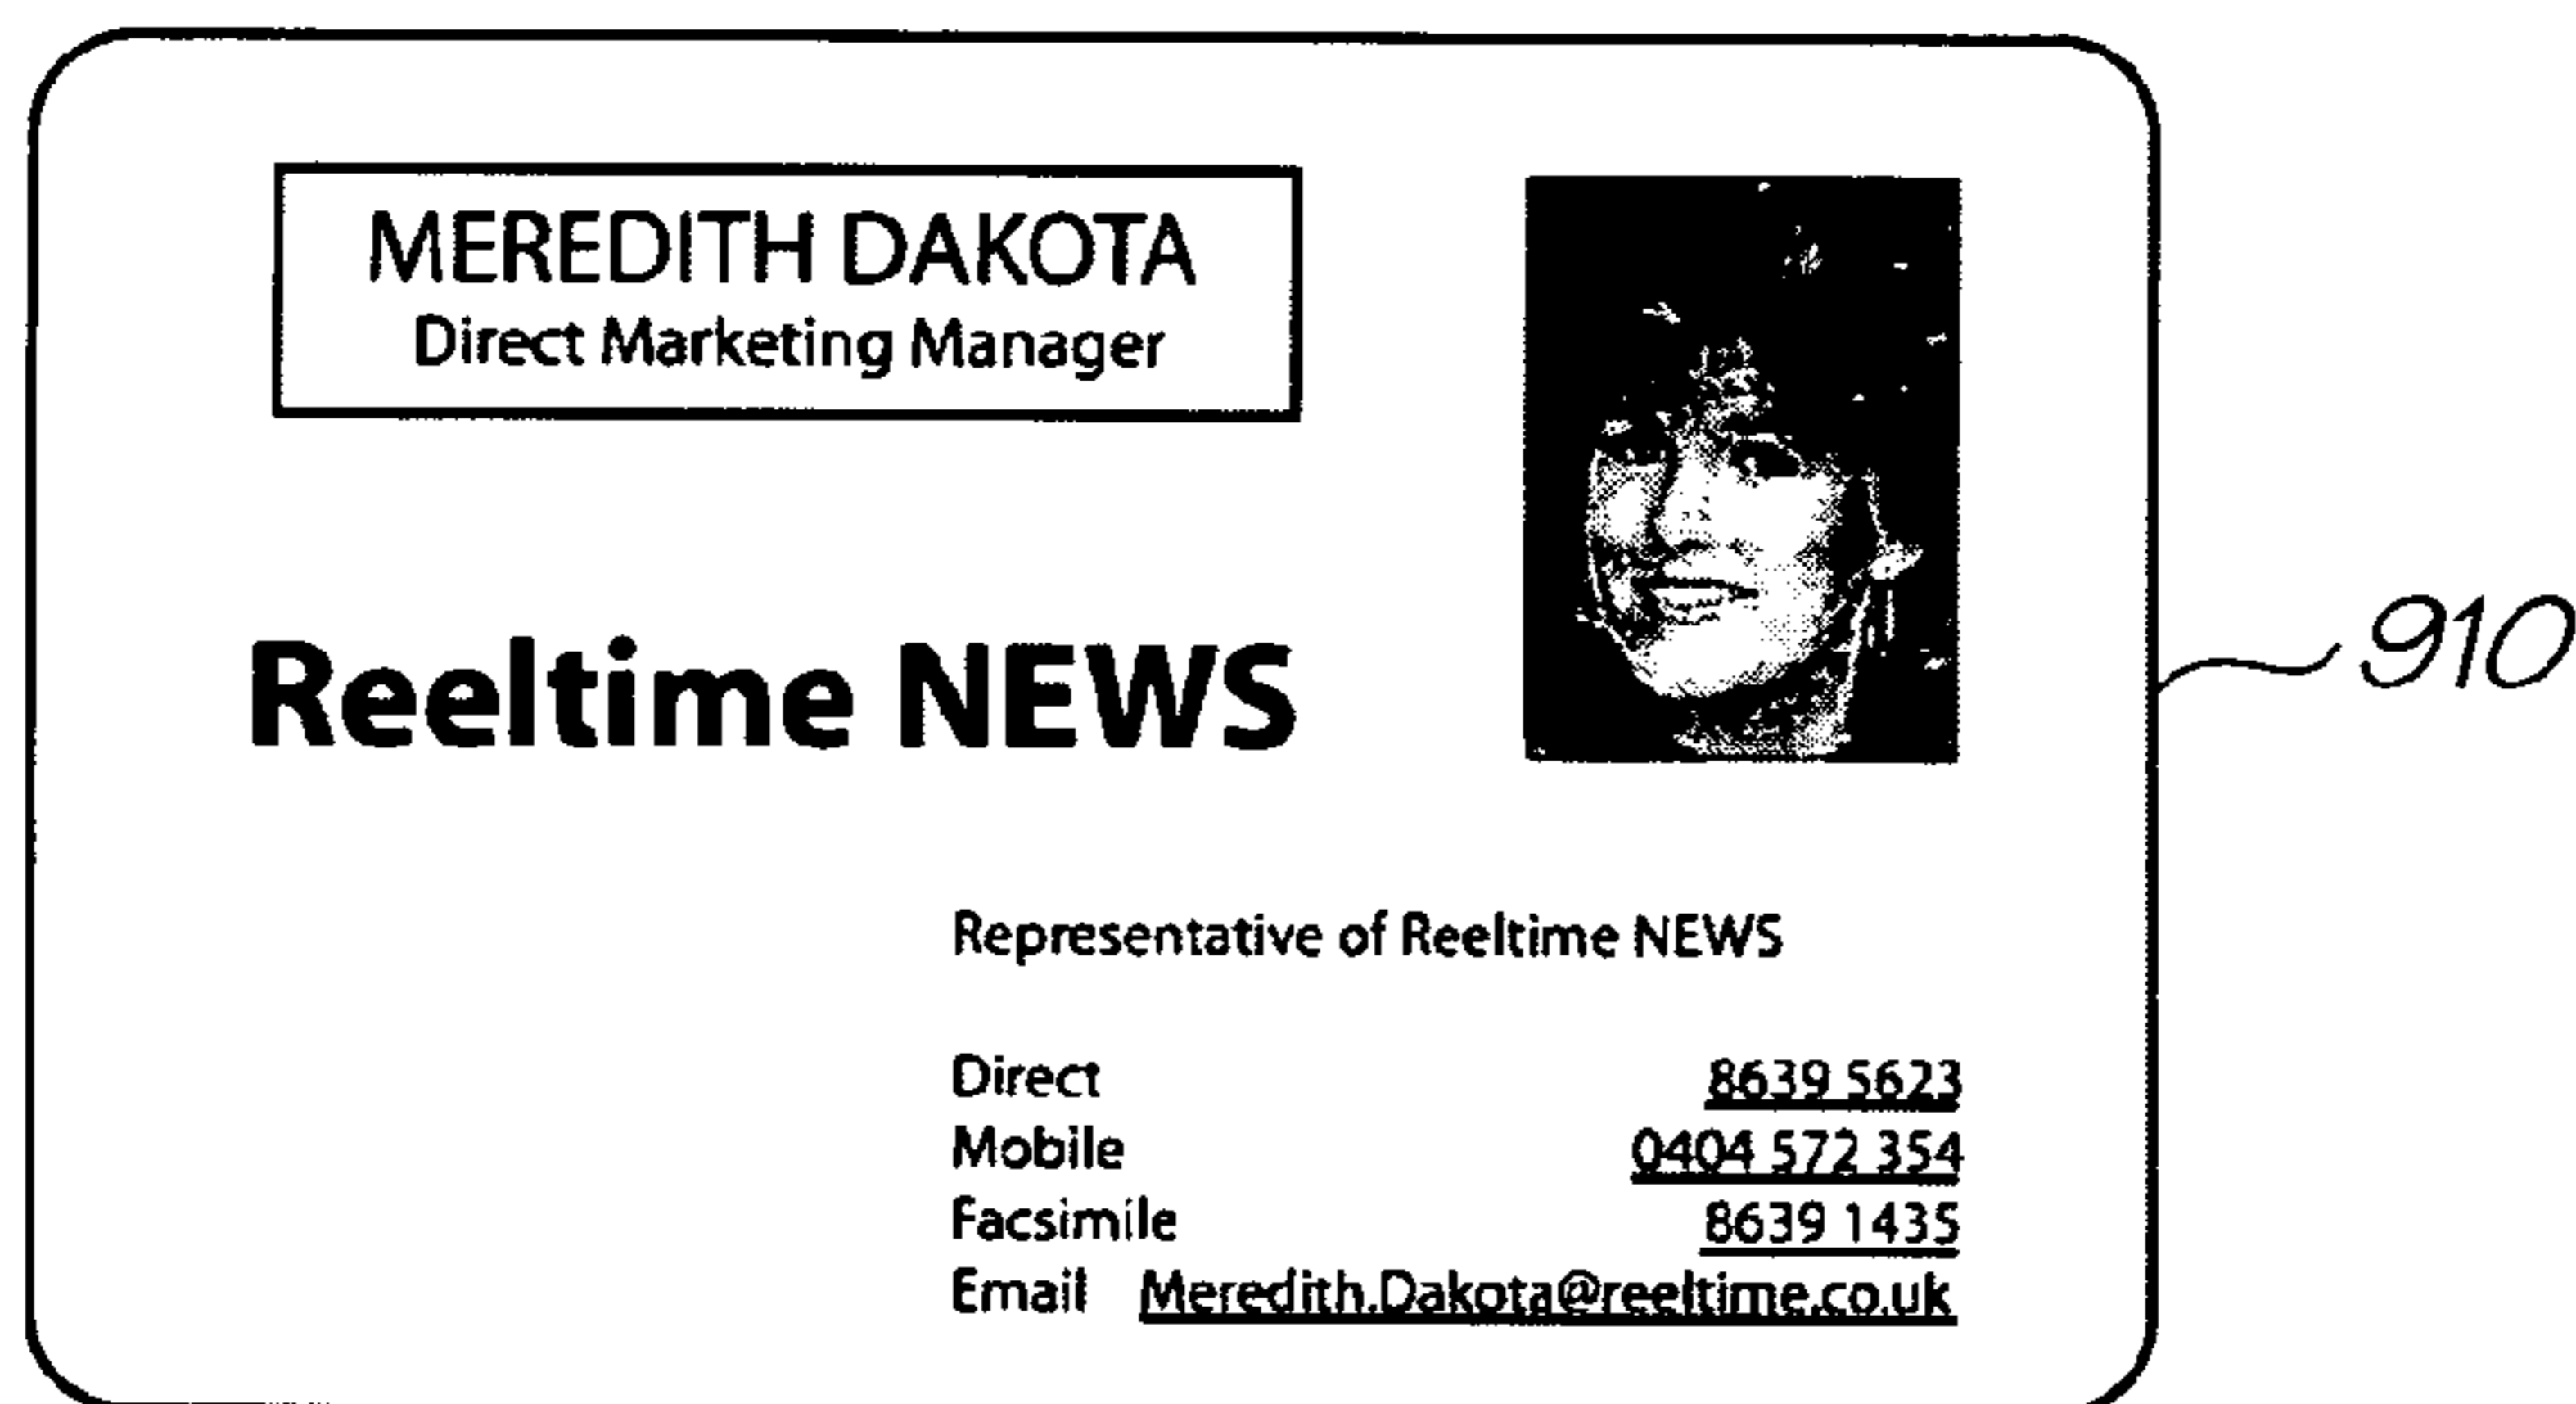 MEREDITH DAKOTA
Direct Marketing Manager
Reeltime NEWS
910
Representative of Reeltime NEWS
Direct 8639 5623
Mobile 0404 572 354
Facsimile 8639 1435
Email Meredith.Dakota@reeltime.co.uk